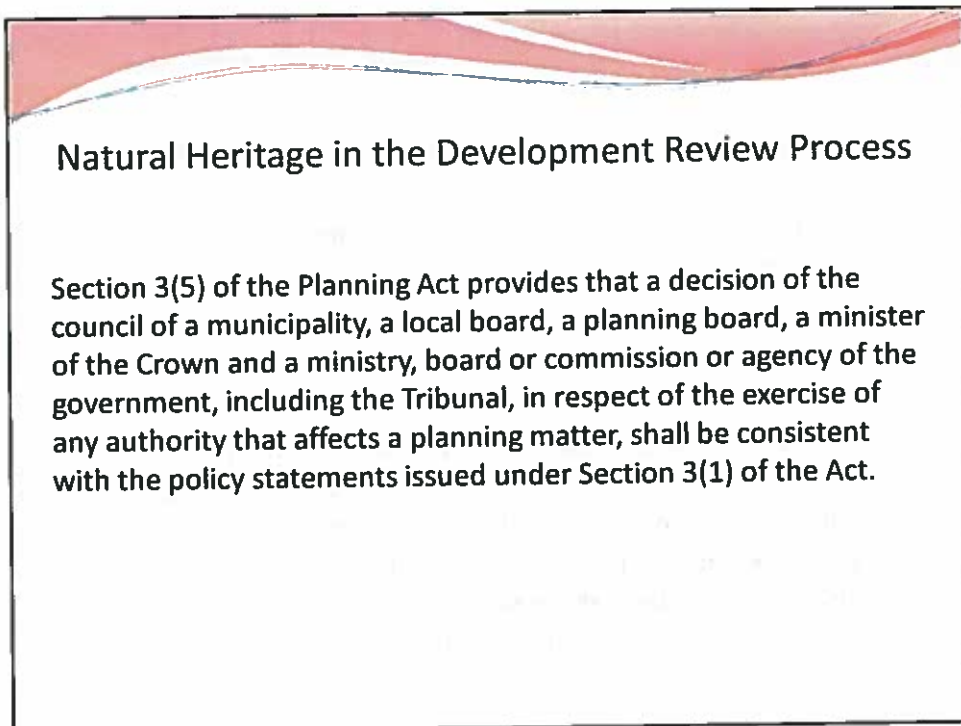 Natural Heritage in the Development Review Process
Section 3(5) of the Planning Act provides that a decision of the
council of a municipality, a local board, a planning board, a minister
of the Crown and a ministry, board or commission or agency of the
government, including the Tribunal, in respect of the exercise of
any authority that affects a planning matter, shall be consistent
with the policy statements issued under Section 3(1) of the Act.